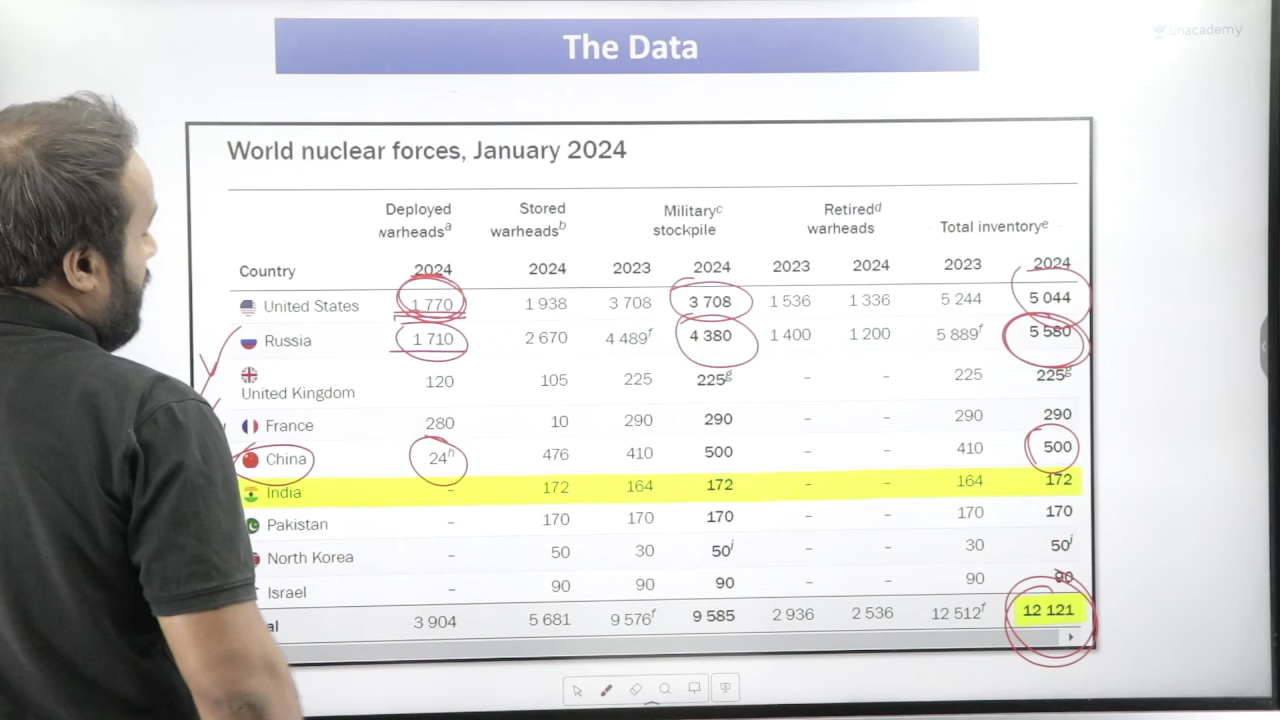 The Data
unacademy
World nuclear forces, January 2024
Deployed warheadsᵃ Stored warheadsᵇ Militaryᶜ stockpile Retiredᵈ warheads Total inventoryᵉ
Country 2024 2024 2023 2024 2023 2024 2023 2024
United States 1 770 1 938 3 708 3 708 1 536 1 336 5 244 5 044
Russia 1 710 2 670 4 489ᶠ 4 380 1 400 1 200 5 889ᶠ 5 580
United Kingdom 120 105 225 225ᵍ – – 225 225ᵍ
France 280 10 290 290 – – 290 290
China 24ʰ 476 410 500 – – 410 500
India – 172 164 172 – – 164 172
Pakistan – 170 170 170 – – 170 170
North Korea – 50 30 50ⁱ – – 30 50ⁱ
Israel – 90 90 90 – – 90 90
al 3 904 5 681 9 576ᶠ 9 585 2 936 2 536 12 512ᶠ 12 121